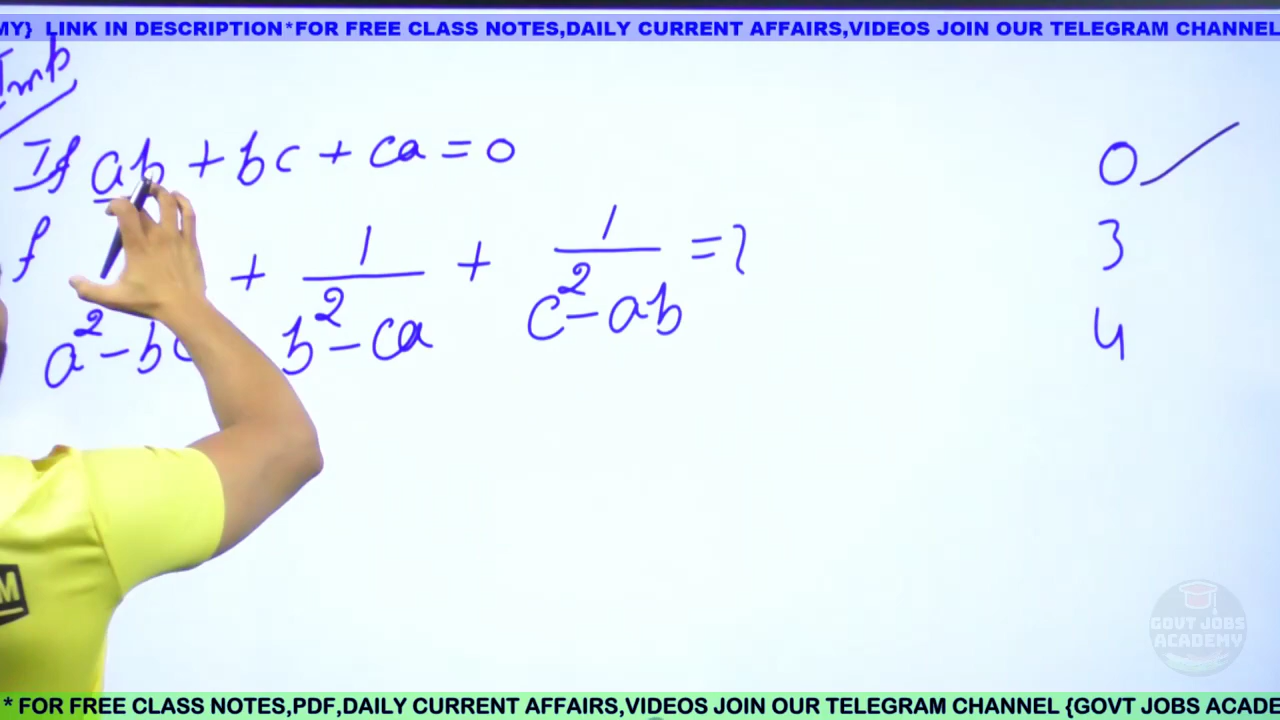 MY} LINK IN DESCRIPTION*FOR FREE CLASS NOTES,DAILY CURRENT AFFAIRS,VIDEOS JOIN OUR TELEGRAM CHANNEL
Imp
If ab + bc + ca = 0
f
+ 1/(b² - ca) + 1/(c² - ab) = ?
a² - bc
0
3
4
M
GOVT JOBS
ACADEMY
* FOR FREE CLASS NOTES,PDF,DAILY CURRENT AFFAIRS,VIDEOS JOIN OUR TELEGRAM CHANNEL {GOVT JOBS ACADE